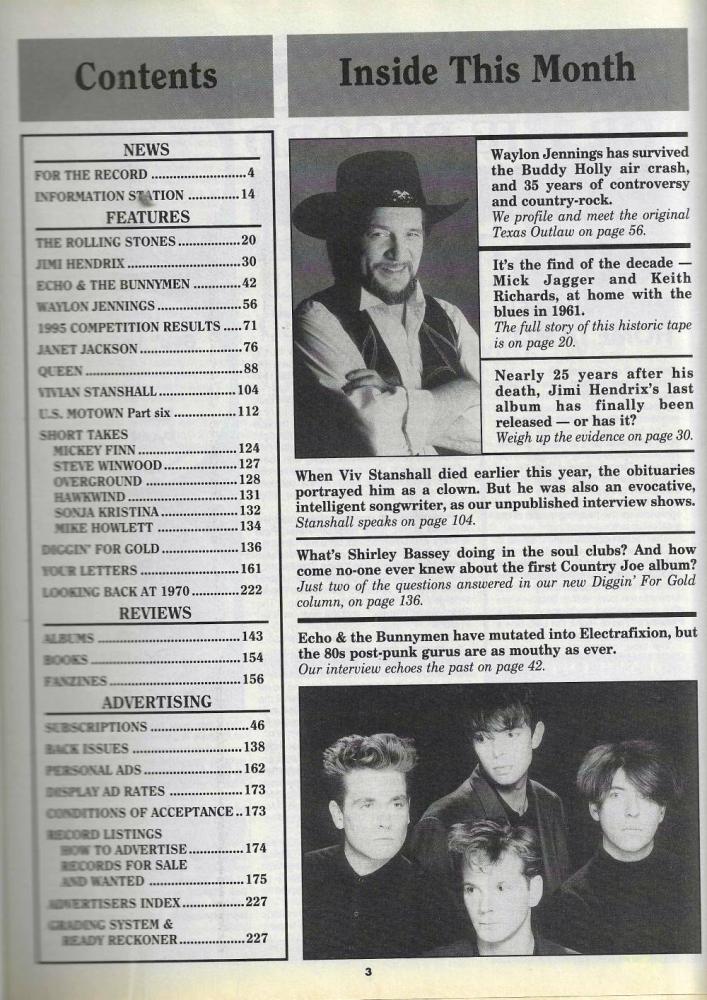 Contents
NEWS
FOR THE RECORD ..........................4
INFORMATION STATION ..............14
FEATURES
THE ROLLING STONES.................20
JIMI HENDRIX...............................30
ECHO & THE BUNNYMEN .............42
WAYLON JENNINGS.......................56
1995 COMPETITION RESULTS .....71
JANET JACKSON............................76
QUEEN ...........................................88
VIVIAN STANSHALL......................104
U.S. MOTOWN Part six .................112
SHORT TAKES
MICKEY FINN...........................124
STEVE WINWOOD.....................127
OVERGROUND .........................128
HAWKWIND ..............................131
SONJA KRISTINA......................132
MIKE HOWLETT ......................134
DIGGIN' FOR GOLD .....................136
YOUR LETTERS ...........................161
LOOKING BACK AT 1970.............222
REVIEWS
ALBUMS ........................................143
BOOKS..........................................154
FANZINES .....................................156
ADVERTISING
SUBSCRIPTIONS ...........................46
BACK ISSUES ..............................138
PERSONAL ADS...........................162
DISPLAY AD RATES ....................173
CONDITIONS OF ACCEPTANCE..173
RECORD LISTINGS
HOW TO ADVERTISE...............174
RECORDS FOR SALE
AND WANTED ..........................175
ADVERTISERS INDEX.................227
GRADING SYSTEM &
READY RECKONER..................227
Inside This Month
Waylon Jennings has survived
the Buddy Holly air crash,
and 35 years of controversy
and country-rock.
We profile and meet the original
Texas Outlaw on page 56.
It's the find of the decade —
Mick Jagger and Keith
Richards, at home with the
blues in 1961.
The full story of this historic tape
is on page 20.
Nearly 25 years after his
death, Jimi Hendrix's last
album has finally been
released — or has it?
Weigh up the evidence on page 30.
When Viv Stanshall died earlier this year, the obituaries
portrayed him as a clown. But he was also an evocative,
intelligent songwriter, as our unpublished interview shows.
Stanshall speaks on page 104.
What's Shirley Bassey doing in the soul clubs? And how
come no-one ever knew about the first Country Joe album?
Just two of the questions answered in our new Diggin' For Gold
column, on page 136.
Echo & the Bunnymen have mutated into Electrafixion, but
the 80s post-punk gurus are as mouthy as ever.
Our interview echoes the past on page 42.
3